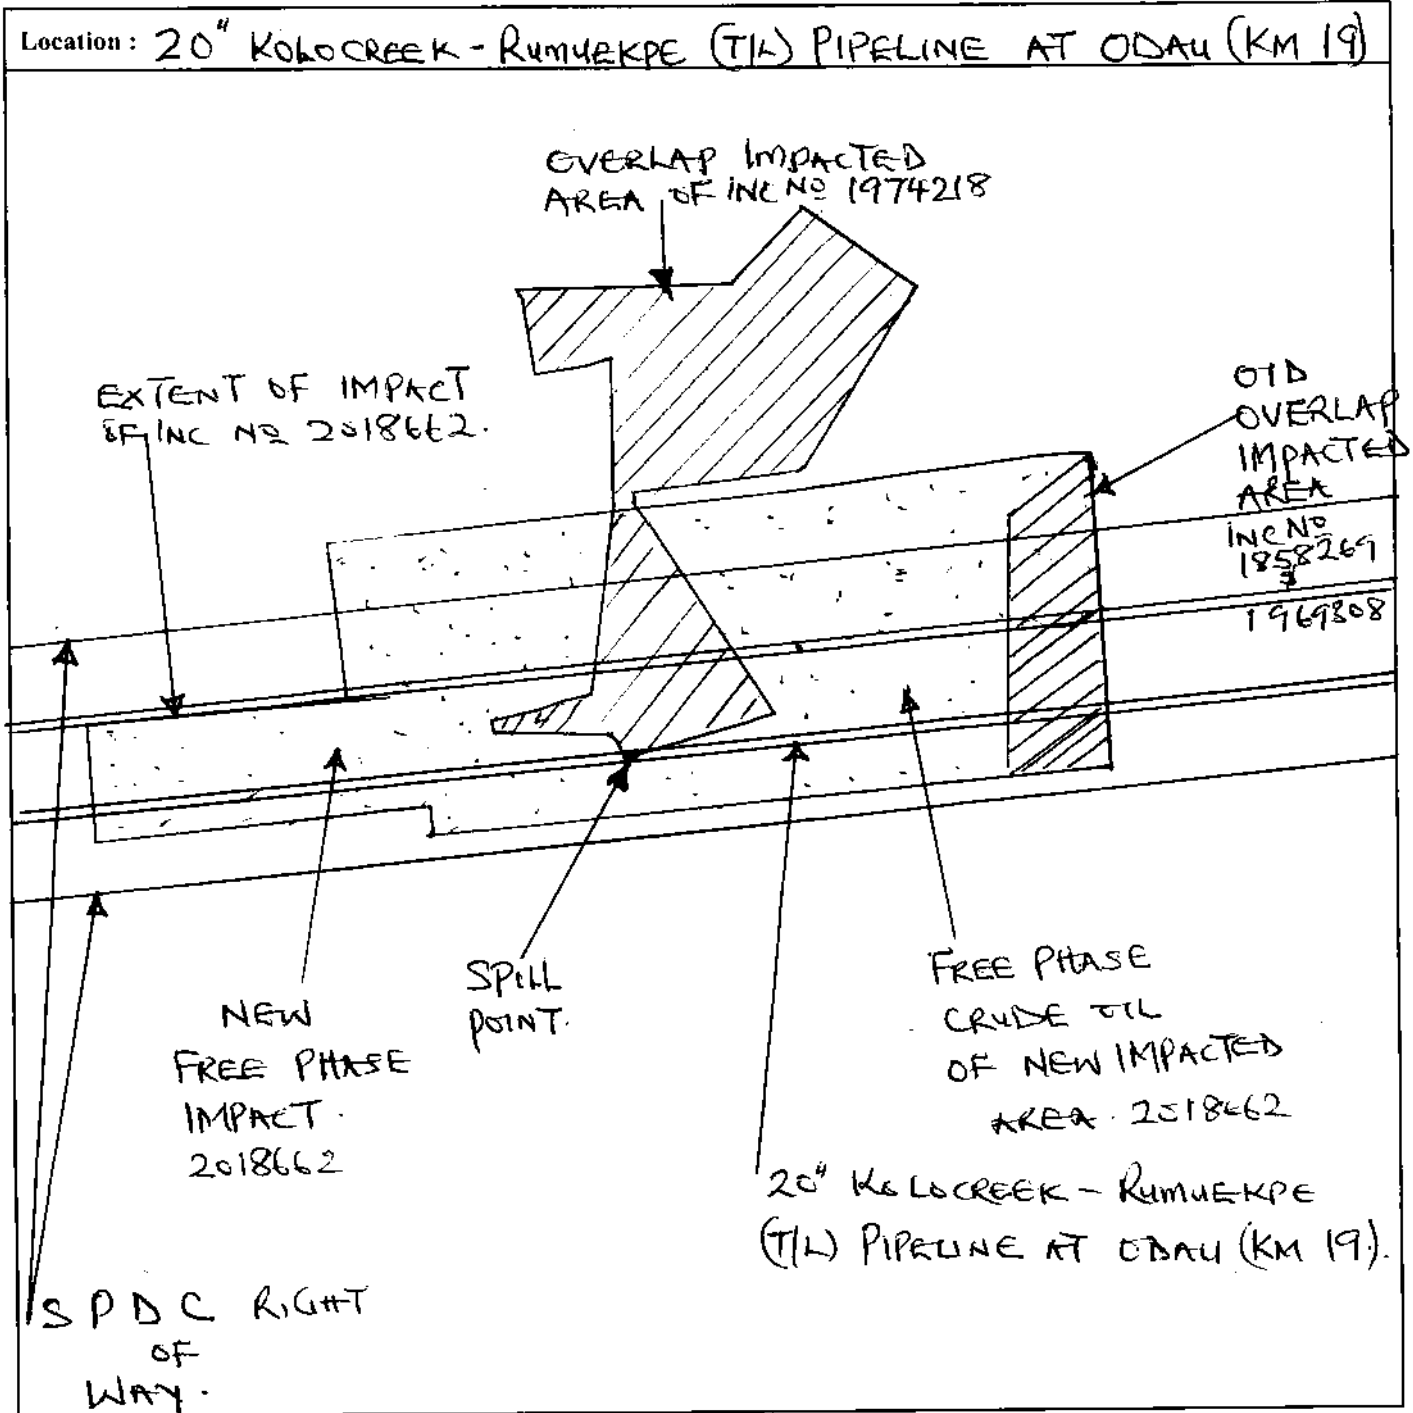 Location : 20" KOLOCREEK - RUMUEKPE (T/L) PIPELINE AT ODAU (KM 19)
OVERLAP IMPACTED
AREA OF INC NO 1974218
EXTENT OF IMPACT
OF INC NO 2018662.
OLD
OVERLAP
IMPACTED
AREA
INC NO
1858269
&
1969308
NEW
FREE PHASE
IMPACT.
2018662
SPILL
POINT.
FREE PHASE
CRUDE OIL
OF NEW IMPACTED
AREA. 2018662
20" KOLOCREEK - RUMUEKPE
(T/L) PIPELINE AT ODAU (KM 19).
SPDC RIGHT
OF
WAY.